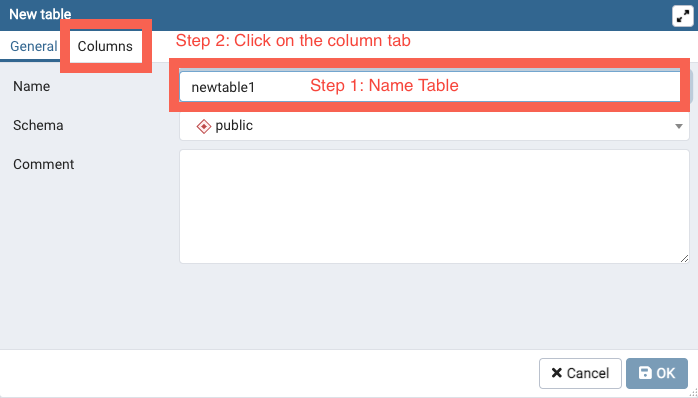 New table
General Columns Step 2: Click on the column tab
Name newtable1 Step 1: Name Table
Schema public
Comment
Cancel OK